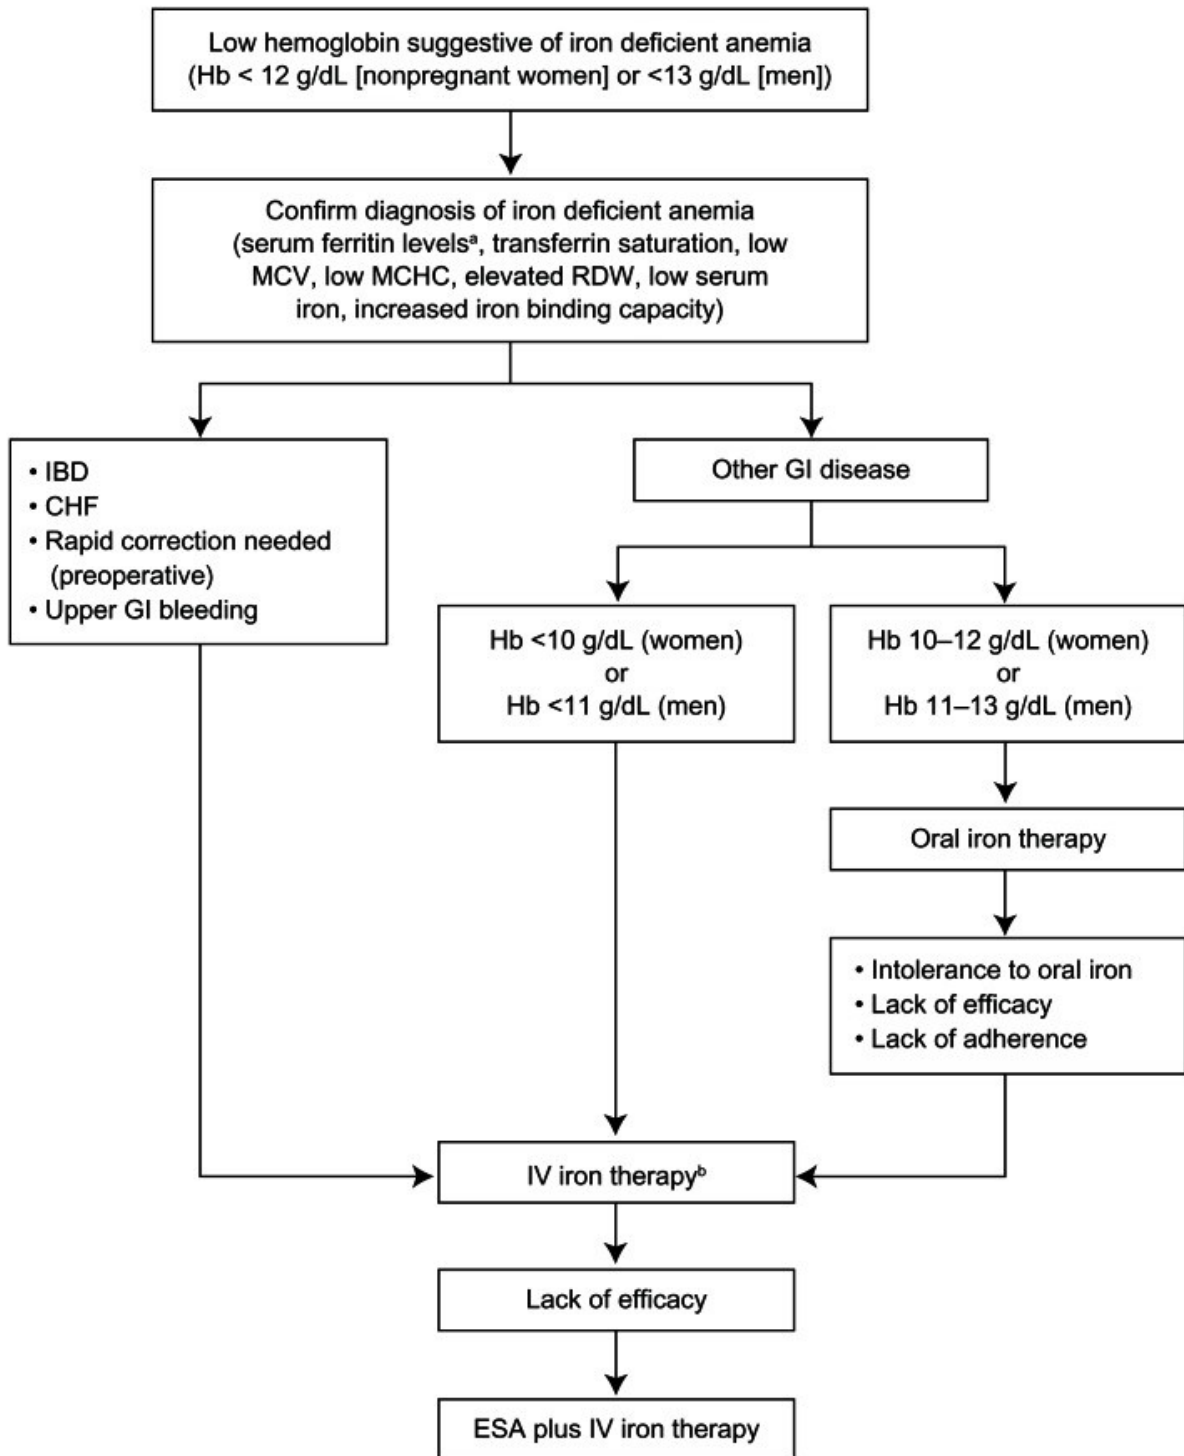 Low hemoglobin suggestive of iron deficient anemia
(Hb < 12 g/dL [nonpregnant women] or <13 g/dL [men])
Confirm diagnosis of iron deficient anemia
(serum ferritin levelsᵃ, transferrin saturation, low
MCV, low MCHC, elevated RDW, low serum
iron, increased iron binding capacity)
• IBD
• CHF
• Rapid correction needed
(preoperative)
• Upper GI bleeding
Other GI disease
Hb <10 g/dL (women)
or
Hb <11 g/dL (men)
Hb 10–12 g/dL (women)
or
Hb 11–13 g/dL (men)
Oral iron therapy
• Intolerance to oral iron
• Lack of efficacy
• Lack of adherence
IV iron therapyᵇ
Lack of efficacy
ESA plus IV iron therapy